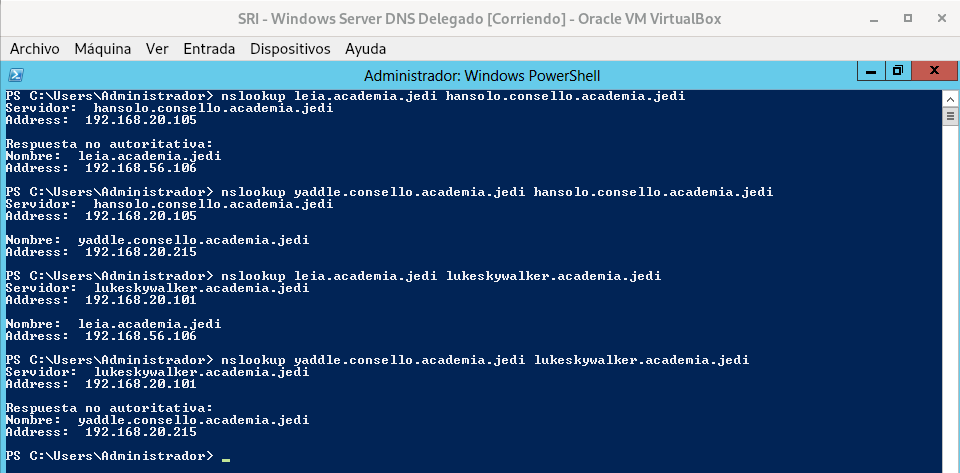 SRI - Windows Server DNS Delegado [Corriendo] - Oracle VM VirtualBox
Archivo Máquina Ver Entrada Dispositivos Ayuda
Administrador: Windows PowerShell
PS C:\Users\Administrador> nslookup leia.academia.jedi hansolo.consello.academia.jedi
Servidor:  hansolo.consello.academia.jedi
Address:  192.168.20.105
Respuesta no autoritativa:
Nombre:  leia.academia.jedi
Address:  192.168.56.106
PS C:\Users\Administrador> nslookup yaddle.consello.academia.jedi hansolo.consello.academia.jedi
Servidor:  hansolo.consello.academia.jedi
Address:  192.168.20.105
Nombre:  yaddle.consello.academia.jedi
Address:  192.168.20.215
PS C:\Users\Administrador> nslookup leia.academia.jedi lukeskywalker.academia.jedi
Servidor:  lukeskywalker.academia.jedi
Address:  192.168.20.101
Nombre:  leia.academia.jedi
Address:  192.168.56.106
PS C:\Users\Administrador> nslookup yaddle.consello.academia.jedi lukeskywalker.academia.jedi
Servidor:  lukeskywalker.academia.jedi
Address:  192.168.20.101
Respuesta no autoritativa:
Nombre:  yaddle.consello.academia.jedi
Address:  192.168.20.215
PS C:\Users\Administrador> _